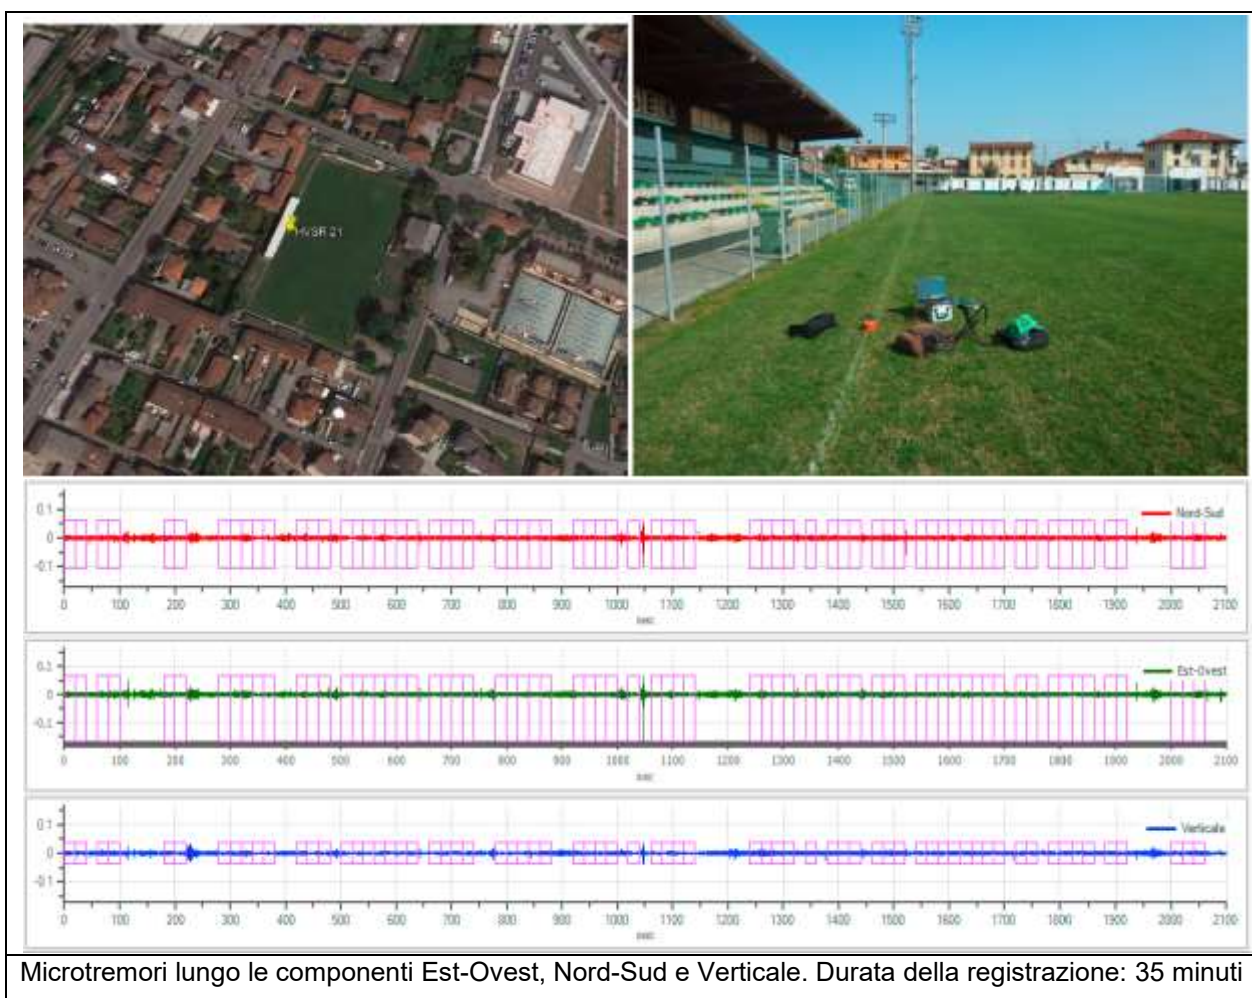 HVSR 21
Nord-Sud
0.1
0
-0.1
0 100 200 300 400 500 600 700 800 900 1000 1100 1200 1300 1400 1500 1600 1700 1800 1900 2000 2100
sec
Est-Ovest
0.1
0
-0.1
0 100 200 300 400 500 600 700 800 900 1000 1100 1200 1300 1400 1500 1600 1700 1800 1900 2000 2100
sec
Verticale
0.1
0
-0.1
0 100 200 300 400 500 600 700 800 900 1000 1100 1200 1300 1400 1500 1600 1700 1800 1900 2000 2100
sec
Microtremori lungo le componenti Est-Ovest, Nord-Sud e Verticale. Durata della registrazione: 35 minuti